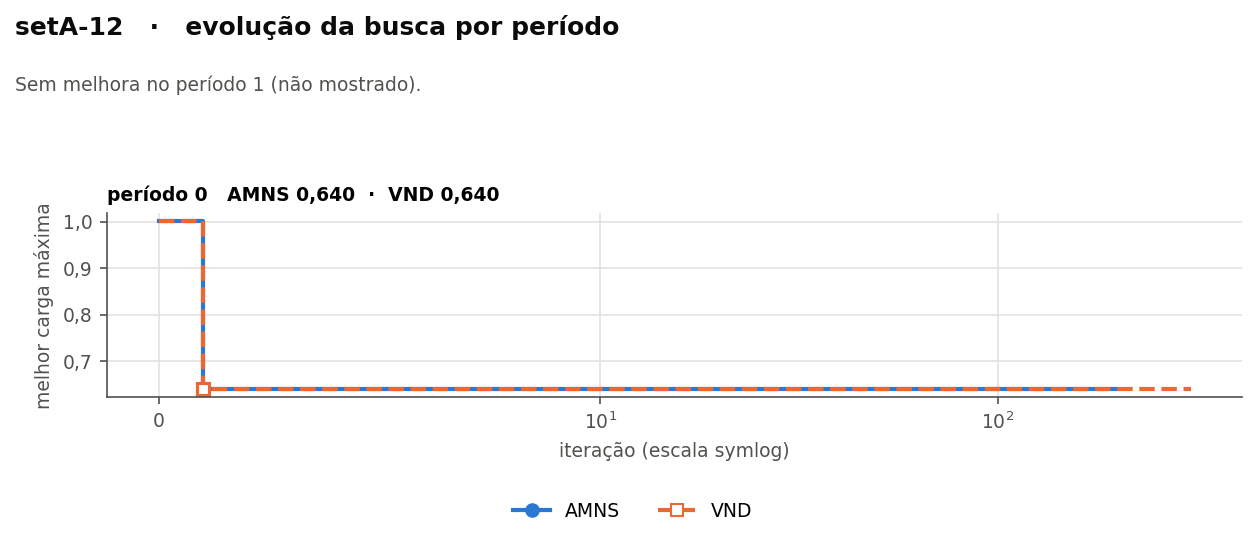 setA-12 · evolução da busca por período
Sem melhora no período 1 (não mostrado).
período 0 AMNS 0,640 · VND 0,640
melhor carga máxima
1,0
0,9
0,8
0,7
0
10¹
10²
iteração (escala symlog)
AMNS
VND